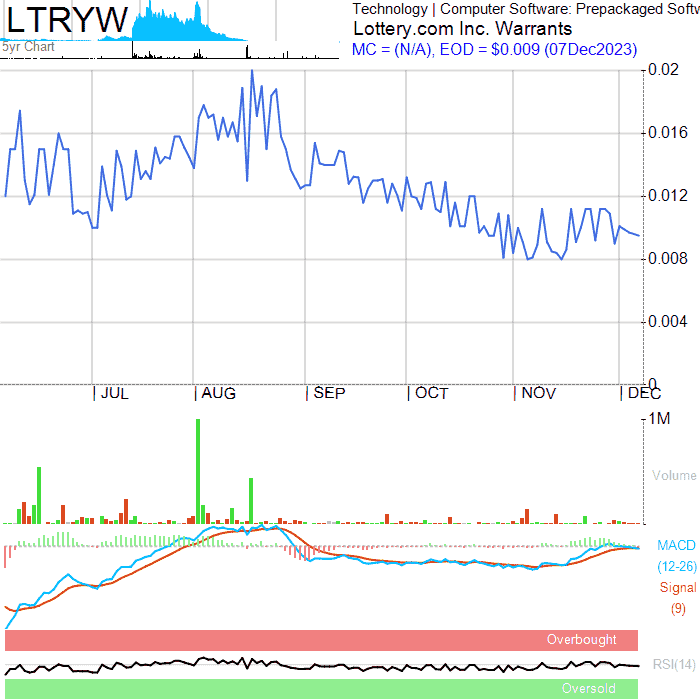 LTRYW
Technology | Computer Software: Prepackaged Softw
Lottery.com Inc. Warrants
MC = (N/A), EOD = $0.009 (07Dec2023)
5yr Chart
0.02
0.016
0.012
0.008
0.004
0
JUL AUG SEP OCT NOV DEC
1M
Volume
MACD
(12-26)
Signal
(9)
Overbought
RSI(14)
Oversold